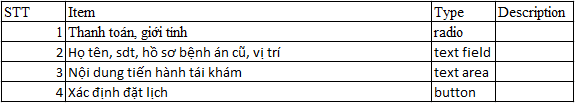 STT Item Type Description
1 Thanh toán, giới tính radio
2 Họ tên, sdt, hồ sơ bệnh án cũ, vị trí text field
3 Nội dung tiến hành tái khám text area
4 Xác định đặt lịch button